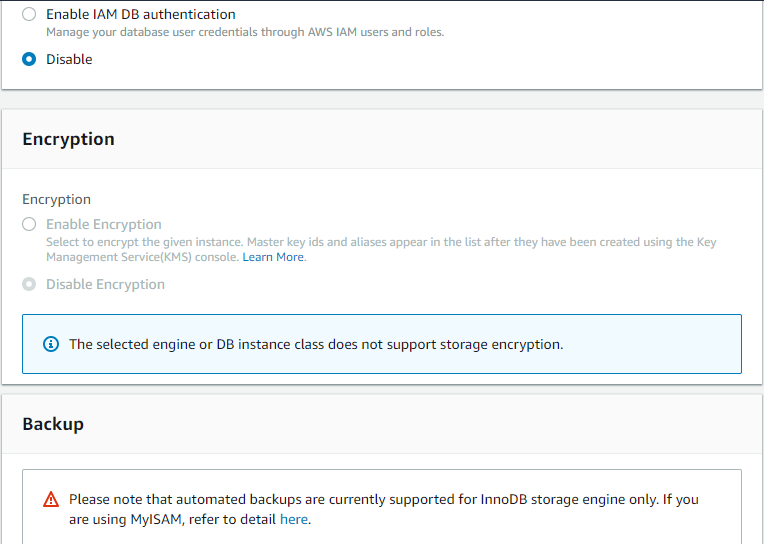 Enable IAM DB authentication
Manage your database user credentials through AWS IAM users and roles.
Disable
Encryption
Encryption
Enable Encryption
Select to encrypt the given instance. Master key ids and aliases appear in the list after they have been created using the Key
Management Service(KMS) console. Learn More.
Disable Encryption
The selected engine or DB instance class does not support storage encryption.
Backup
Please note that automated backups are currently supported for InnoDB storage engine only. If you
are using MyISAM, refer to detail here.